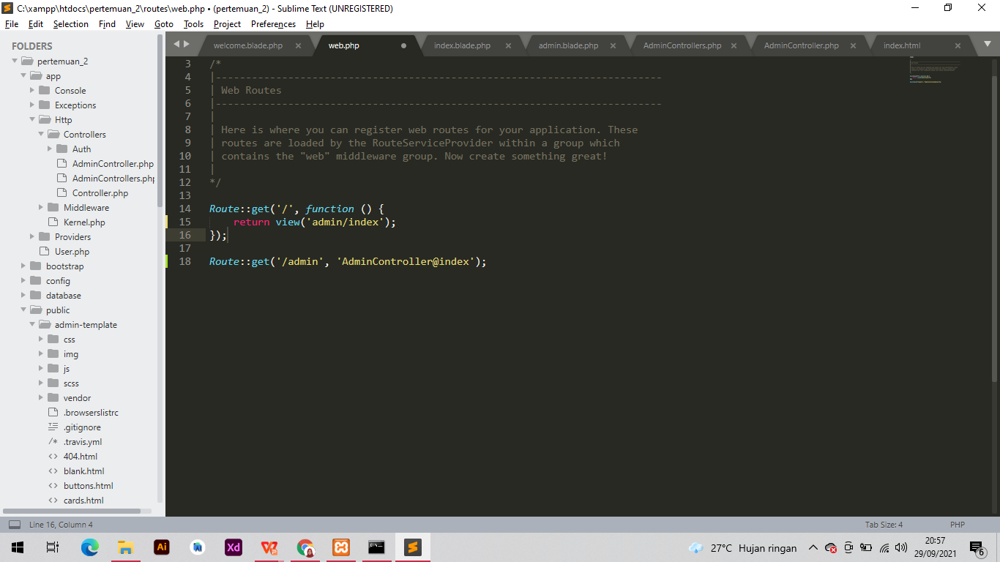 C:\xampp\htdocs\pertemuan_2\routes\web.php • (pertemuan_2) - Sublime Text (UNREGISTERED)
File Edit Selection Find View Goto Tools Project Preferences Help
FOLDERS
pertemuan_2
app
Console
Exceptions
Http
Controllers
Auth
AdminController.php
AdminControllers.php
Controller.php
Middleware
Kernel.php
Providers
User.php
bootstrap
config
database
public
admin-template
css
img
js
scss
vendor
.browserslistrc
.gitignore
/* .travis.yml
<> 404.html
<> blank.html
<> buttons.html
<> cards.html
welcome.blade.php × web.php • index.blade.php × admin.blade.php × AdminControllers.php × AdminController.php × index.html ×
3 /*
4 |--------------------------------------------------------------------------
5 | Web Routes
6 |--------------------------------------------------------------------------
7 |
8 | Here is where you can register web routes for your application. These
9 | routes are loaded by the RouteServiceProvider within a group which
10 | contains the "web" middleware group. Now create something great!
11 |
12 */
13
14 Route::get('/', function () {
15     return view('admin/index');
16 });
17
18 Route::get('/admin', 'AdminController@index');
Line 16, Column 4
Tab Size: 4
PHP
Ai
Xd
27°C Hujan ringan
20:57
29/09/2021
6